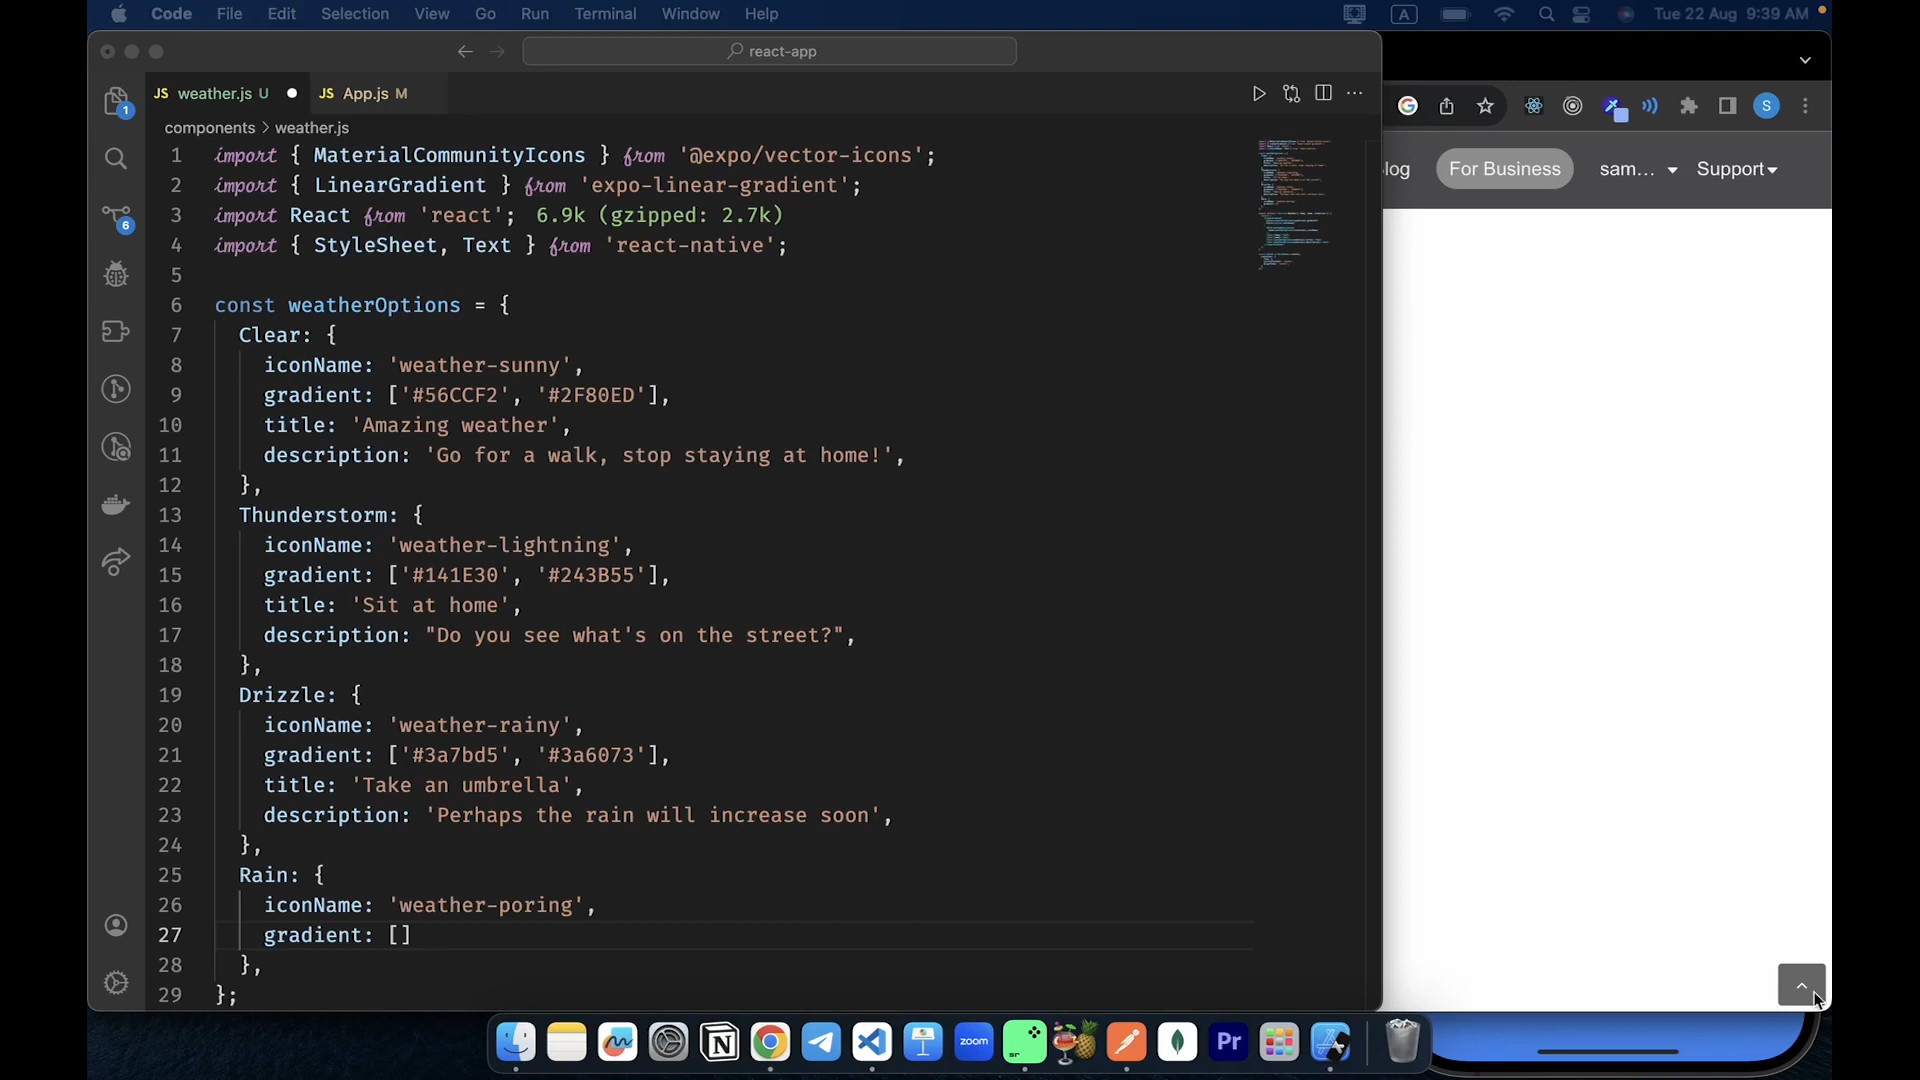 Code File Edit Selection View Go Run Terminal Window Help A Tue 22 Aug 9:39 AM
react-app
JS weather.js U JS App.js M
components > weather.js
1 import { MaterialCommunityIcons } from '@expo/vector-icons';
2 import { LinearGradient } from 'expo-linear-gradient';
3 import React from 'react'; 6.9k (gzipped: 2.7k)
4 import { StyleSheet, Text } from 'react-native';
5
6 const weatherOptions = {
7 Clear: {
8 iconName: 'weather-sunny',
9 gradient: ['#56CCF2', '#2F80ED'],
10 title: 'Amazing weather',
11 description: 'Go for a walk, stop staying at home!',
12 },
13 Thunderstorm: {
14 iconName: 'weather-lightning',
15 gradient: ['#141E30', '#243B55'],
16 title: 'Sit at home',
17 description: "Do you see what's on the street?",
18 },
19 Drizzle: {
20 iconName: 'weather-rainy',
21 gradient: ['#3a7bd5', '#3a6073'],
22 title: 'Take an umbrella',
23 description: 'Perhaps the rain will increase soon',
24 },
25 Rain: {
26 iconName: 'weather-poring',
27 gradient: []
28 },
29 };
1
6
S
log For Business sam... Support
zoom sr Pr